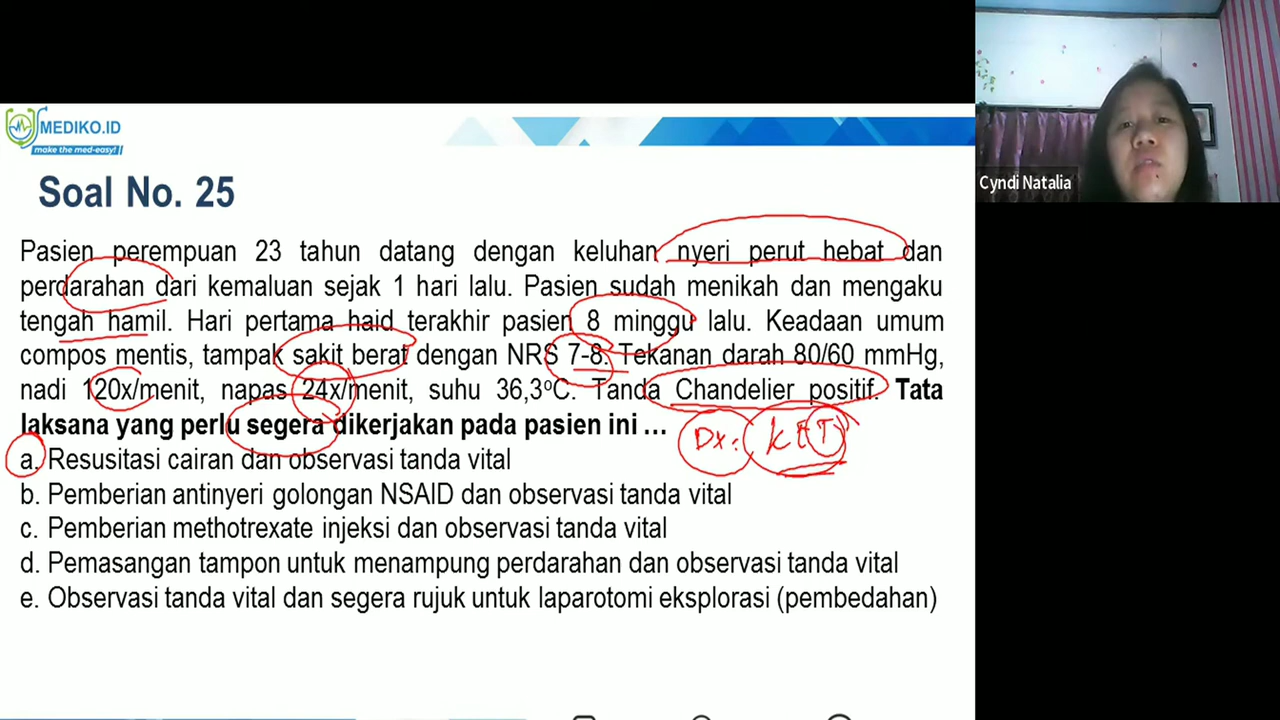 MEDIKO.ID
make the med-easy!
Soal No. 25
Cyndi Natalia
Pasien perempuan 23 tahun datang dengan keluhan nyeri perut hebat dan
perdarahan dari kemaluan sejak 1 hari lalu. Pasien sudah menikah dan mengaku
tengah hamil. Hari pertama haid terakhir pasien 8 minggu lalu. Keadaan umum
compos mentis, tampak sakit berat dengan NRS 7-8. Tekanan darah 80/60 mmHg,
nadi 120x/menit, napas 24x/menit, suhu 36,3°C. Tanda Chandelier positif. Tata
laksana yang perlu segera dikerjakan pada pasien ini ...
Dx: KET
a. Resusitasi cairan dan observasi tanda vital
b. Pemberian antinyeri golongan NSAID dan observasi tanda vital
c. Pemberian methotrexate injeksi dan observasi tanda vital
d. Pemasangan tampon untuk menampung perdarahan dan observasi tanda vital
e. Observasi tanda vital dan segera rujuk untuk laparotomi eksplorasi (pembedahan)